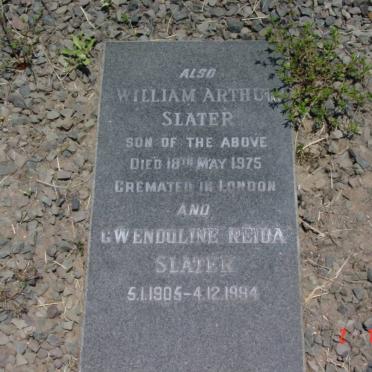 ALSO
WILLIAM ARTHUR
SLATER
SON OF THE ABOVE
DIED 18TH MAY 1975
CREMATED IN LONDON
AND
GWENDOLINE REIDA
SLATER
5.1.1905-4.12.1994